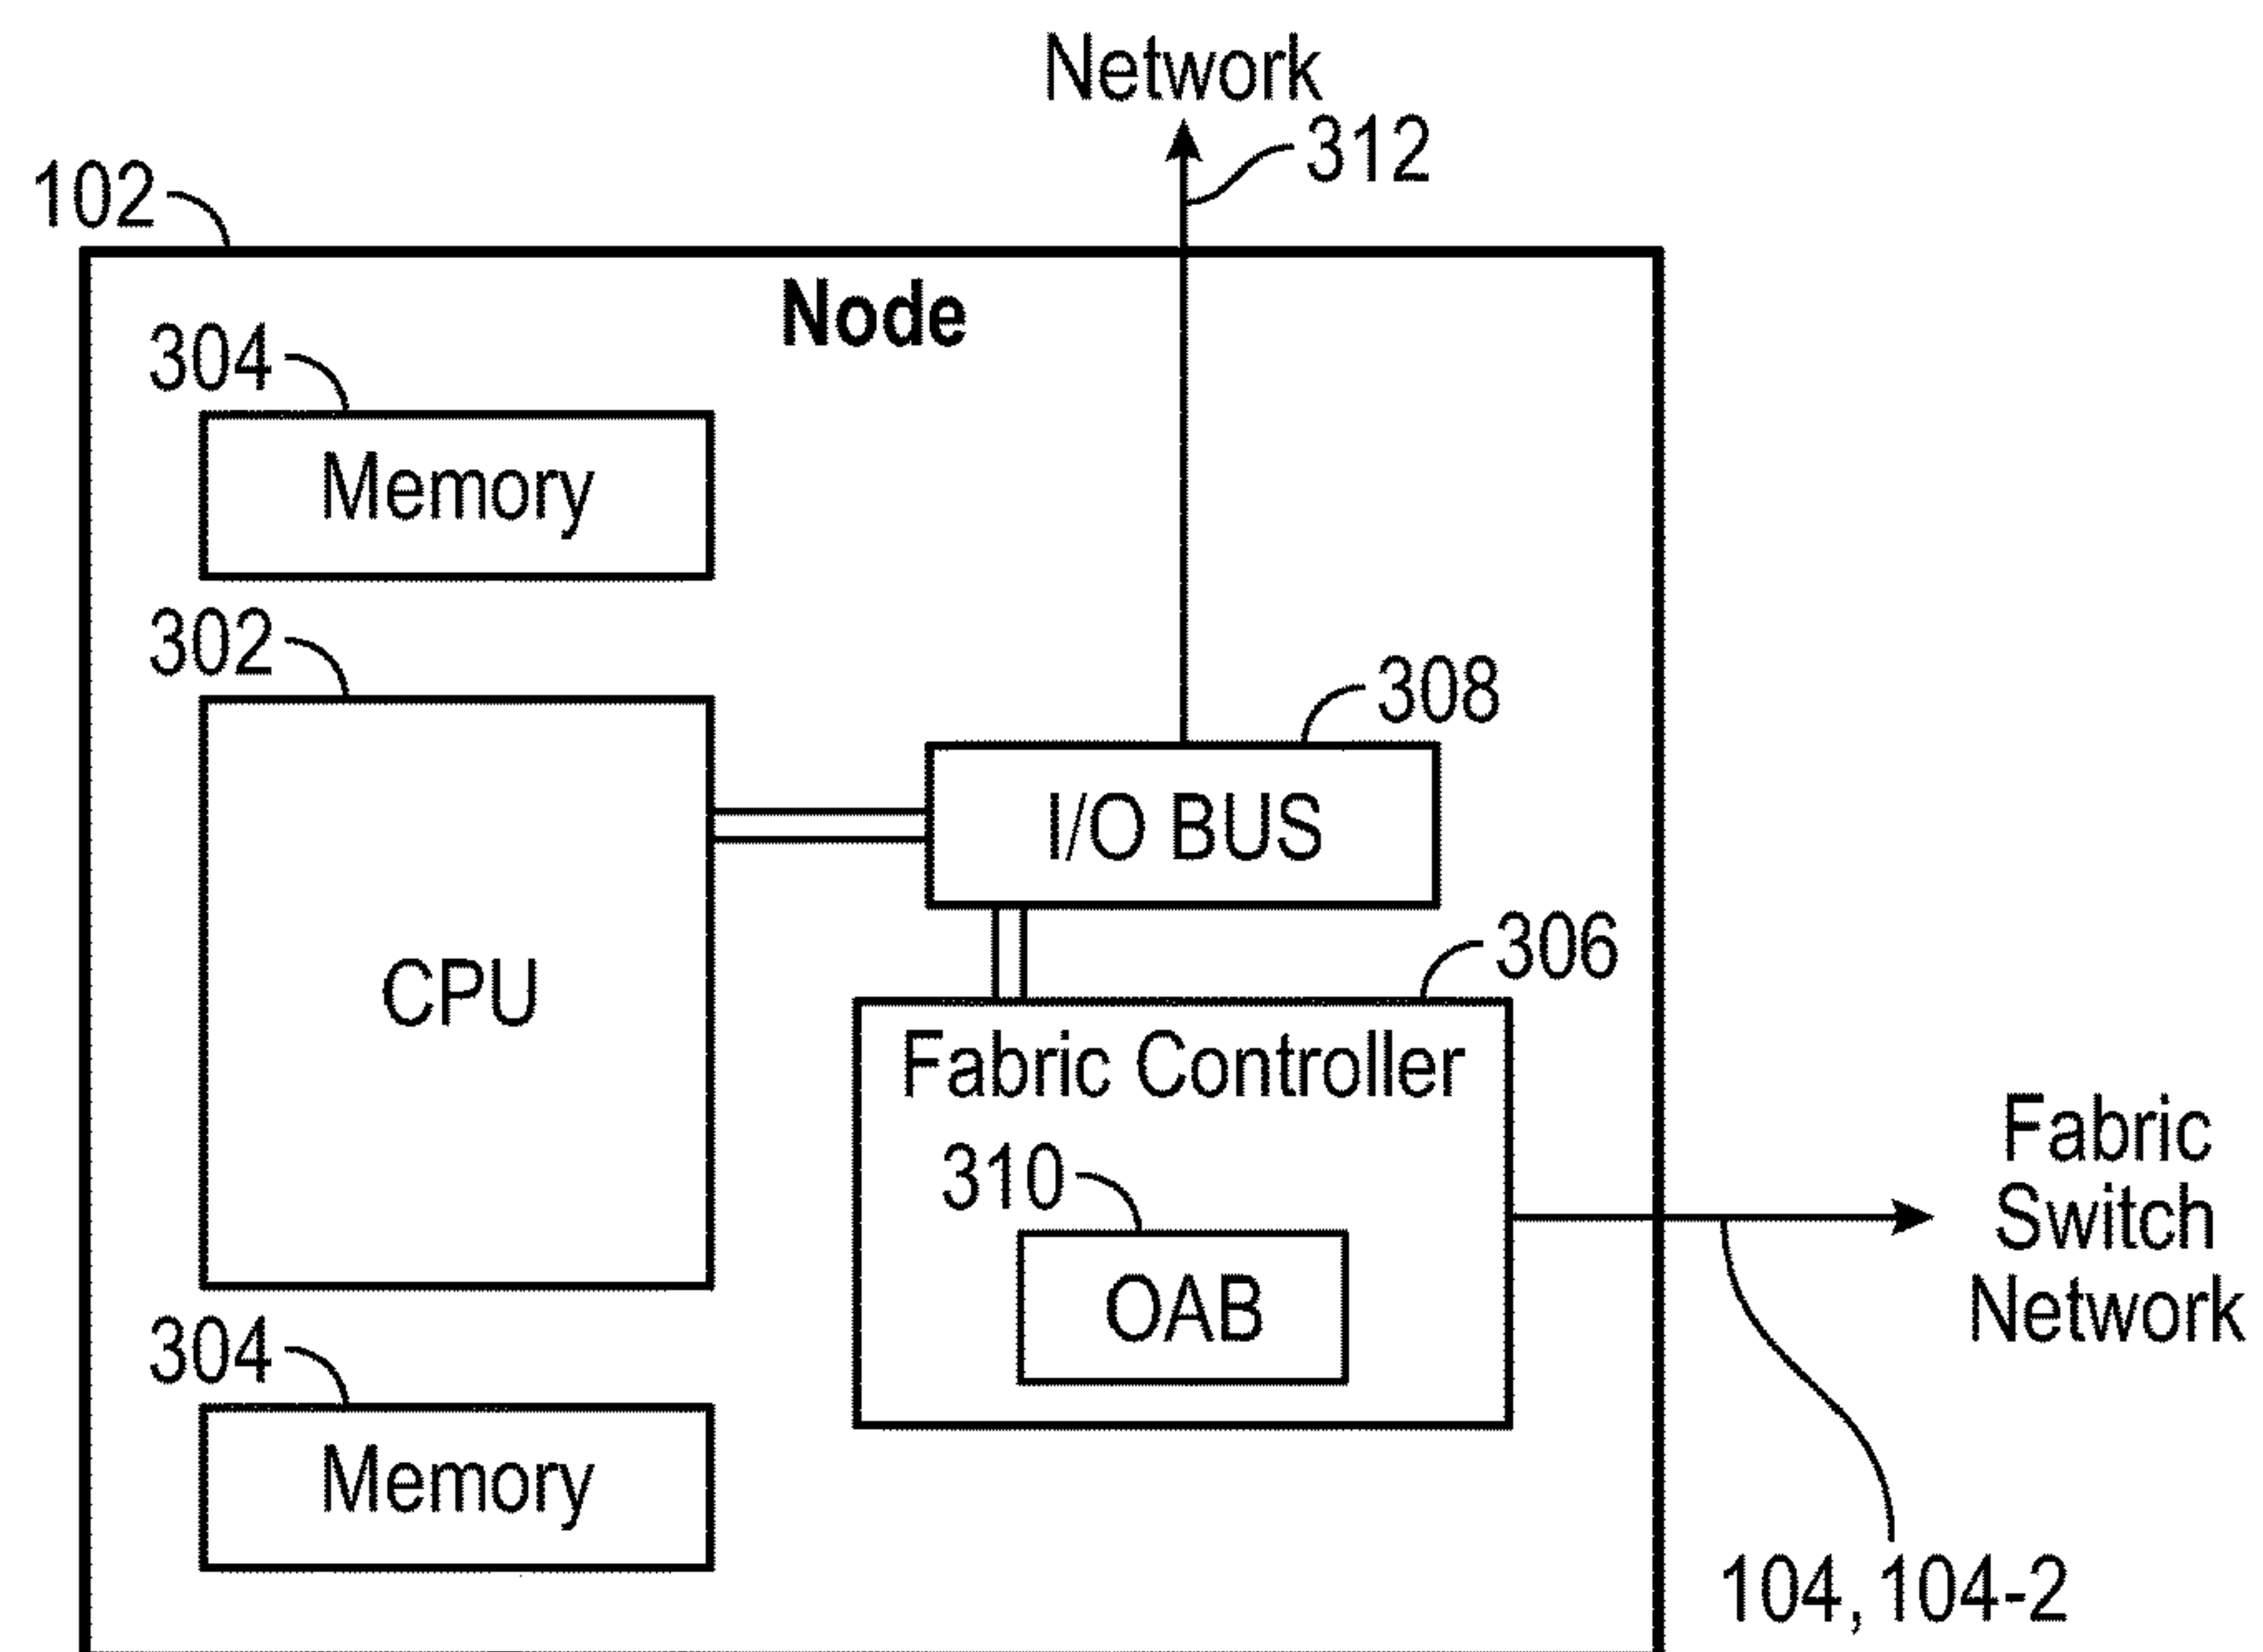 Network
312
102
Node
304
Memory
302
308
I/O BUS
CPU
306
Fabric Controller
310
OAB
Fabric
Switch
Network
304
Memory
104, 104-2